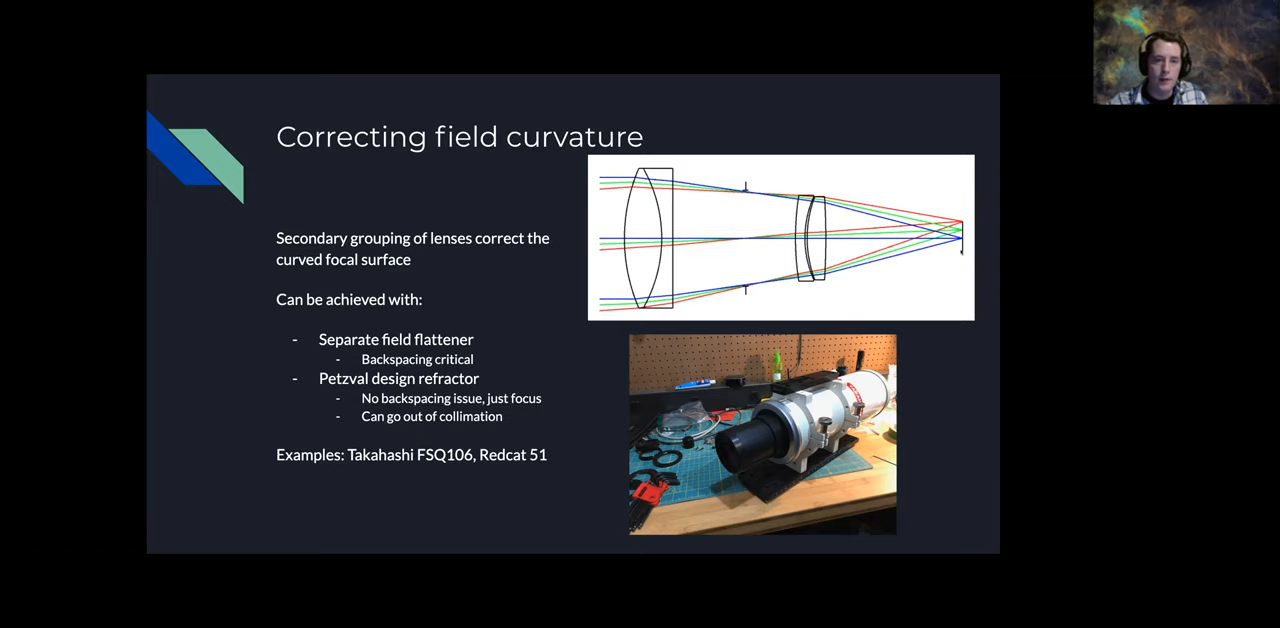 Correcting field curvature
Secondary grouping of lenses correct the
curved focal surface
Can be achieved with:
- Separate field flattener
- Backspacing critical
- Petzval design refractor
- No backspacing issue, just focus
- Can go out of collimation
Examples: Takahashi FSQ106, Redcat 51